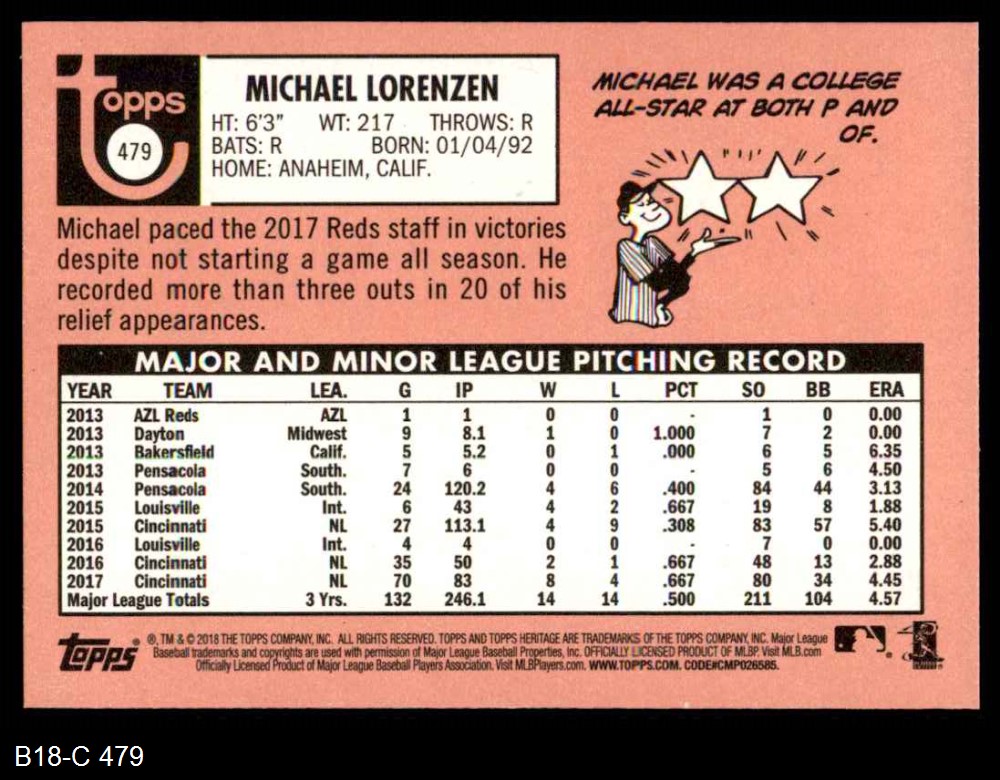 Topps
479
MICHAEL LORENZEN
HT: 6'3" WT: 217 THROWS: R
BATS: R BORN: 01/04/92
HOME: ANAHEIM, CALIF.
MICHAEL WAS A COLLEGE
ALL-STAR AT BOTH P AND
OF.
Michael paced the 2017 Reds staff in victories
despite not starting a game all season. He
recorded more than three outs in 20 of his
relief appearances.
MAJOR AND MINOR LEAGUE PITCHING RECORD
YEAR TEAM LEA. G IP W L PCT SO BB ERA
2013 AZL Reds AZL 1 1 0 0 - 1 0 0.00
2013 Dayton Midwest 9 8.1 1 0 1.000 7 2 0.00
2013 Bakersfield Calif. 5 5.2 0 1 .000 6 5 6.35
2013 Pensacola South. 7 6 0 0 - 5 6 4.50
2014 Pensacola South. 24 120.2 4 6 .400 84 44 3.13
2015 Louisville Int. 6 43 4 2 .667 19 8 1.88
2015 Cincinnati NL 27 113.1 4 9 .308 83 57 5.40
2016 Louisville Int. 4 4 0 0 - 7 0 0.00
2016 Cincinnati NL 35 50 2 1 .667 48 13 2.88
2017 Cincinnati NL 70 83 8 4 .667 80 34 4.45
Major League Totals 3 Yrs. 132 246.1 14 14 .500 211 104 4.57
Topps
®, TM & © 2018 THE TOPPS COMPANY, INC. ALL RIGHTS RESERVED. TOPPS AND TOPPS HERITAGE ARE TRADEMARKS OF THE TOPPS COMPANY, INC. Major League
Baseball trademarks and copyrights are used with permission of Major League Baseball Properties, Inc. OFFICIALLY LICENSED PRODUCT OF MLBP. Visit MLB.com
Officially Licensed Product of Major League Baseball Players Association. Visit MLBPlayers.com. WWW.TOPPS.COM. CODE#CMP026585.
B18-C 479